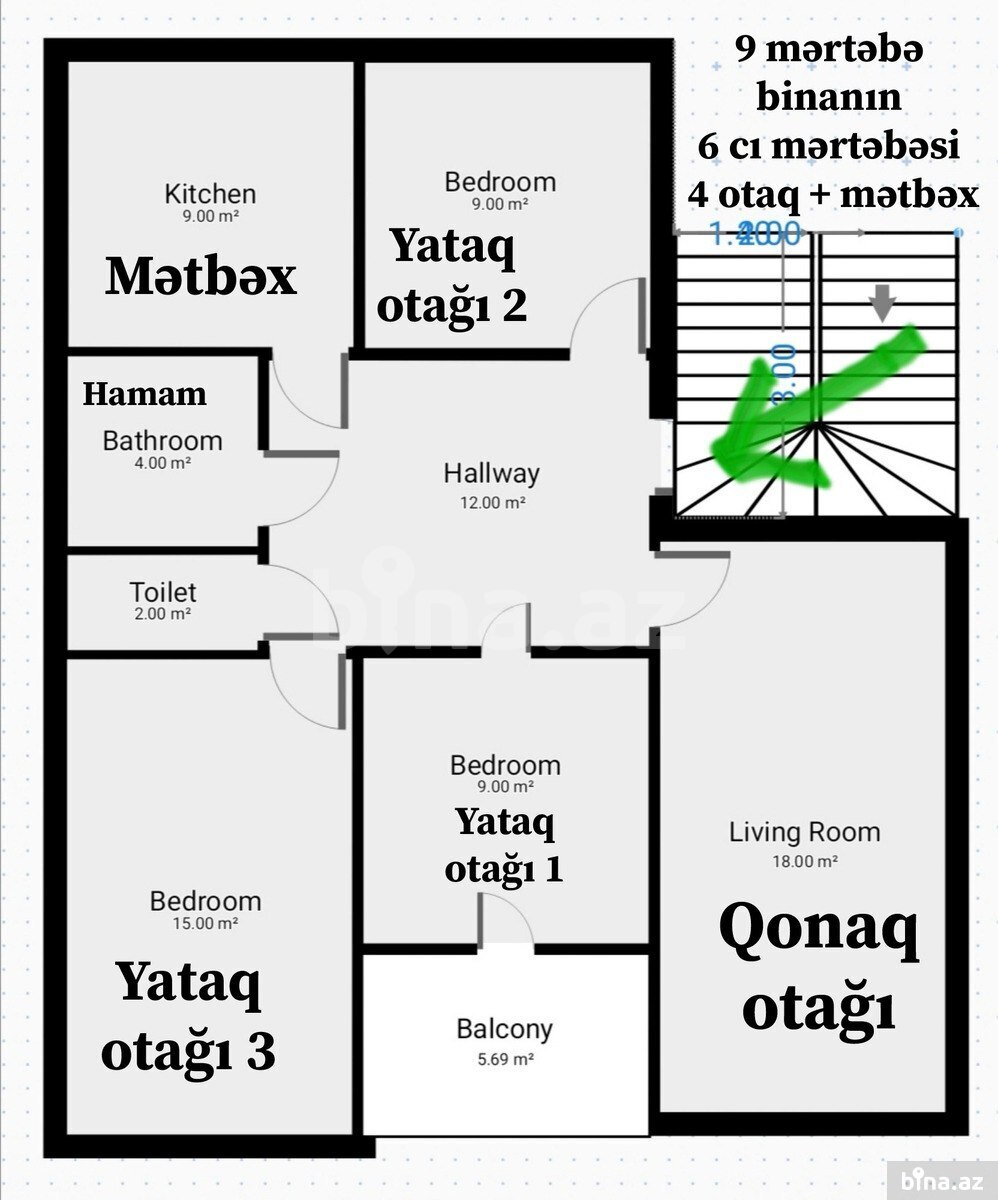 9 mərtəbə
binanın
6 cı mərtəbəsi
4 otaq + mətbəx
Kitchen
9.00 m²
Mətbəx
Bedroom
9.00 m²
Yataq
otağı 2
3.00
Hamam
Bathroom
4.00 m²
Hallway
12.00 m²
Toilet
2.00 m²
bina.az
Bedroom
9.00 m²
Yataq
otağı 1
Living Room
18.00 m²
Qonaq
otağı
Bedroom
15.00 m²
Yataq
otağı 3
Balcony
5.69 m²
bina.az